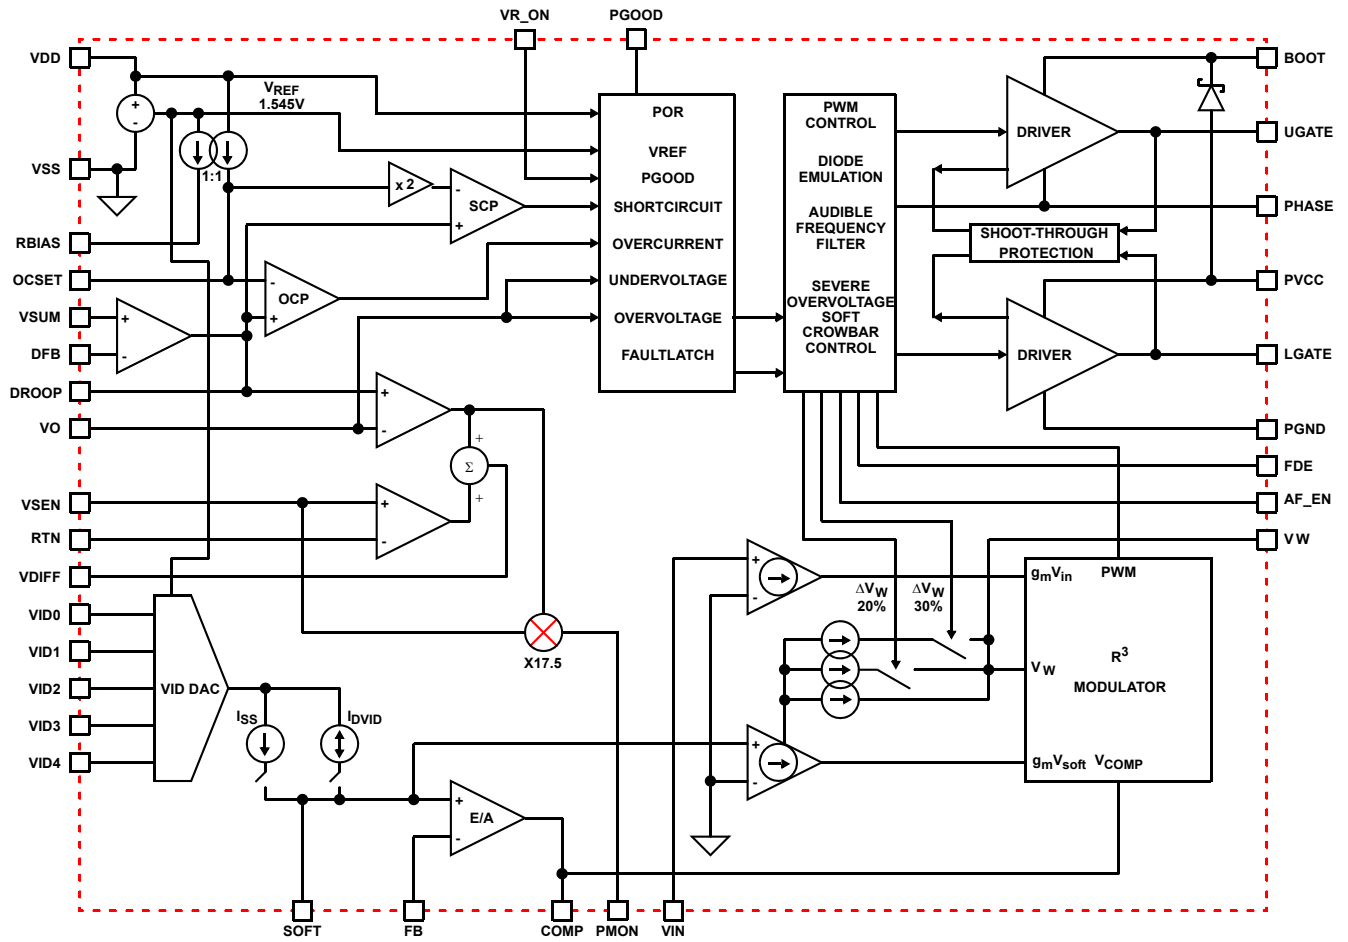 VR_ON
PGOOD
VDD
VSS
RBIAS
OCSET
VSUM
DFB
DROOP
VO
VSEN
RTN
VDIFF
VID0
VID1
VID2
VID3
VID4
+
-
VREF
1.545V
1:1
x 2
-
+
SCP
-
+
OCP
+
-
+
-
+
Σ
+
+
-
X17.5
VID DAC
ISS
IDVID
+
-
E/A
POR
VREF
PGOOD
SHORTCIRCUIT
OVERCURRENT
UNDERVOLTAGE
OVERVOLTAGE
FAULTLATCH
PWM
CONTROL
DIODE
EMULATION
AUDIBLE
FREQUENCY
FILTER
SEVERE
OVERVOLTAGE
SOFT
CROWBAR
CONTROL
DRIVER
SHOOT-THROUGH
PROTECTION
DRIVER
BOOT
UGATE
PHASE
PVCC
LGATE
PGND
FDE
AF_EN
VW
+
-
ΔVW
20%
ΔVW
30%
+
-
gmVin
PWM
VW
R3
MODULATOR
gmVsoft
VCOMP
SOFT
FB
COMP
PMON
VIN